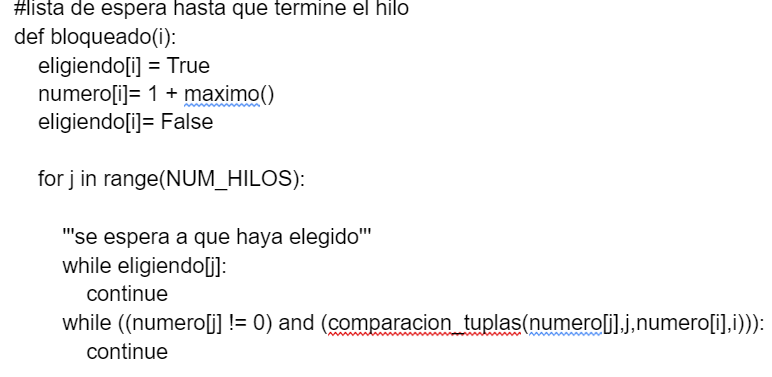 #lista de espera hasta que termine el hilo
def bloqueado(i):
eligiendo[i] = True
numero[i]= 1 + maximo()
eligiendo[i]= False
for j in range(NUM_HILOS):
'''se espera a que haya elegido'''
while eligiendo[j]:
continue
while ((numero[j] != 0) and (comparacion_tuplas(numero[j],j,numero[i],i))):
continue